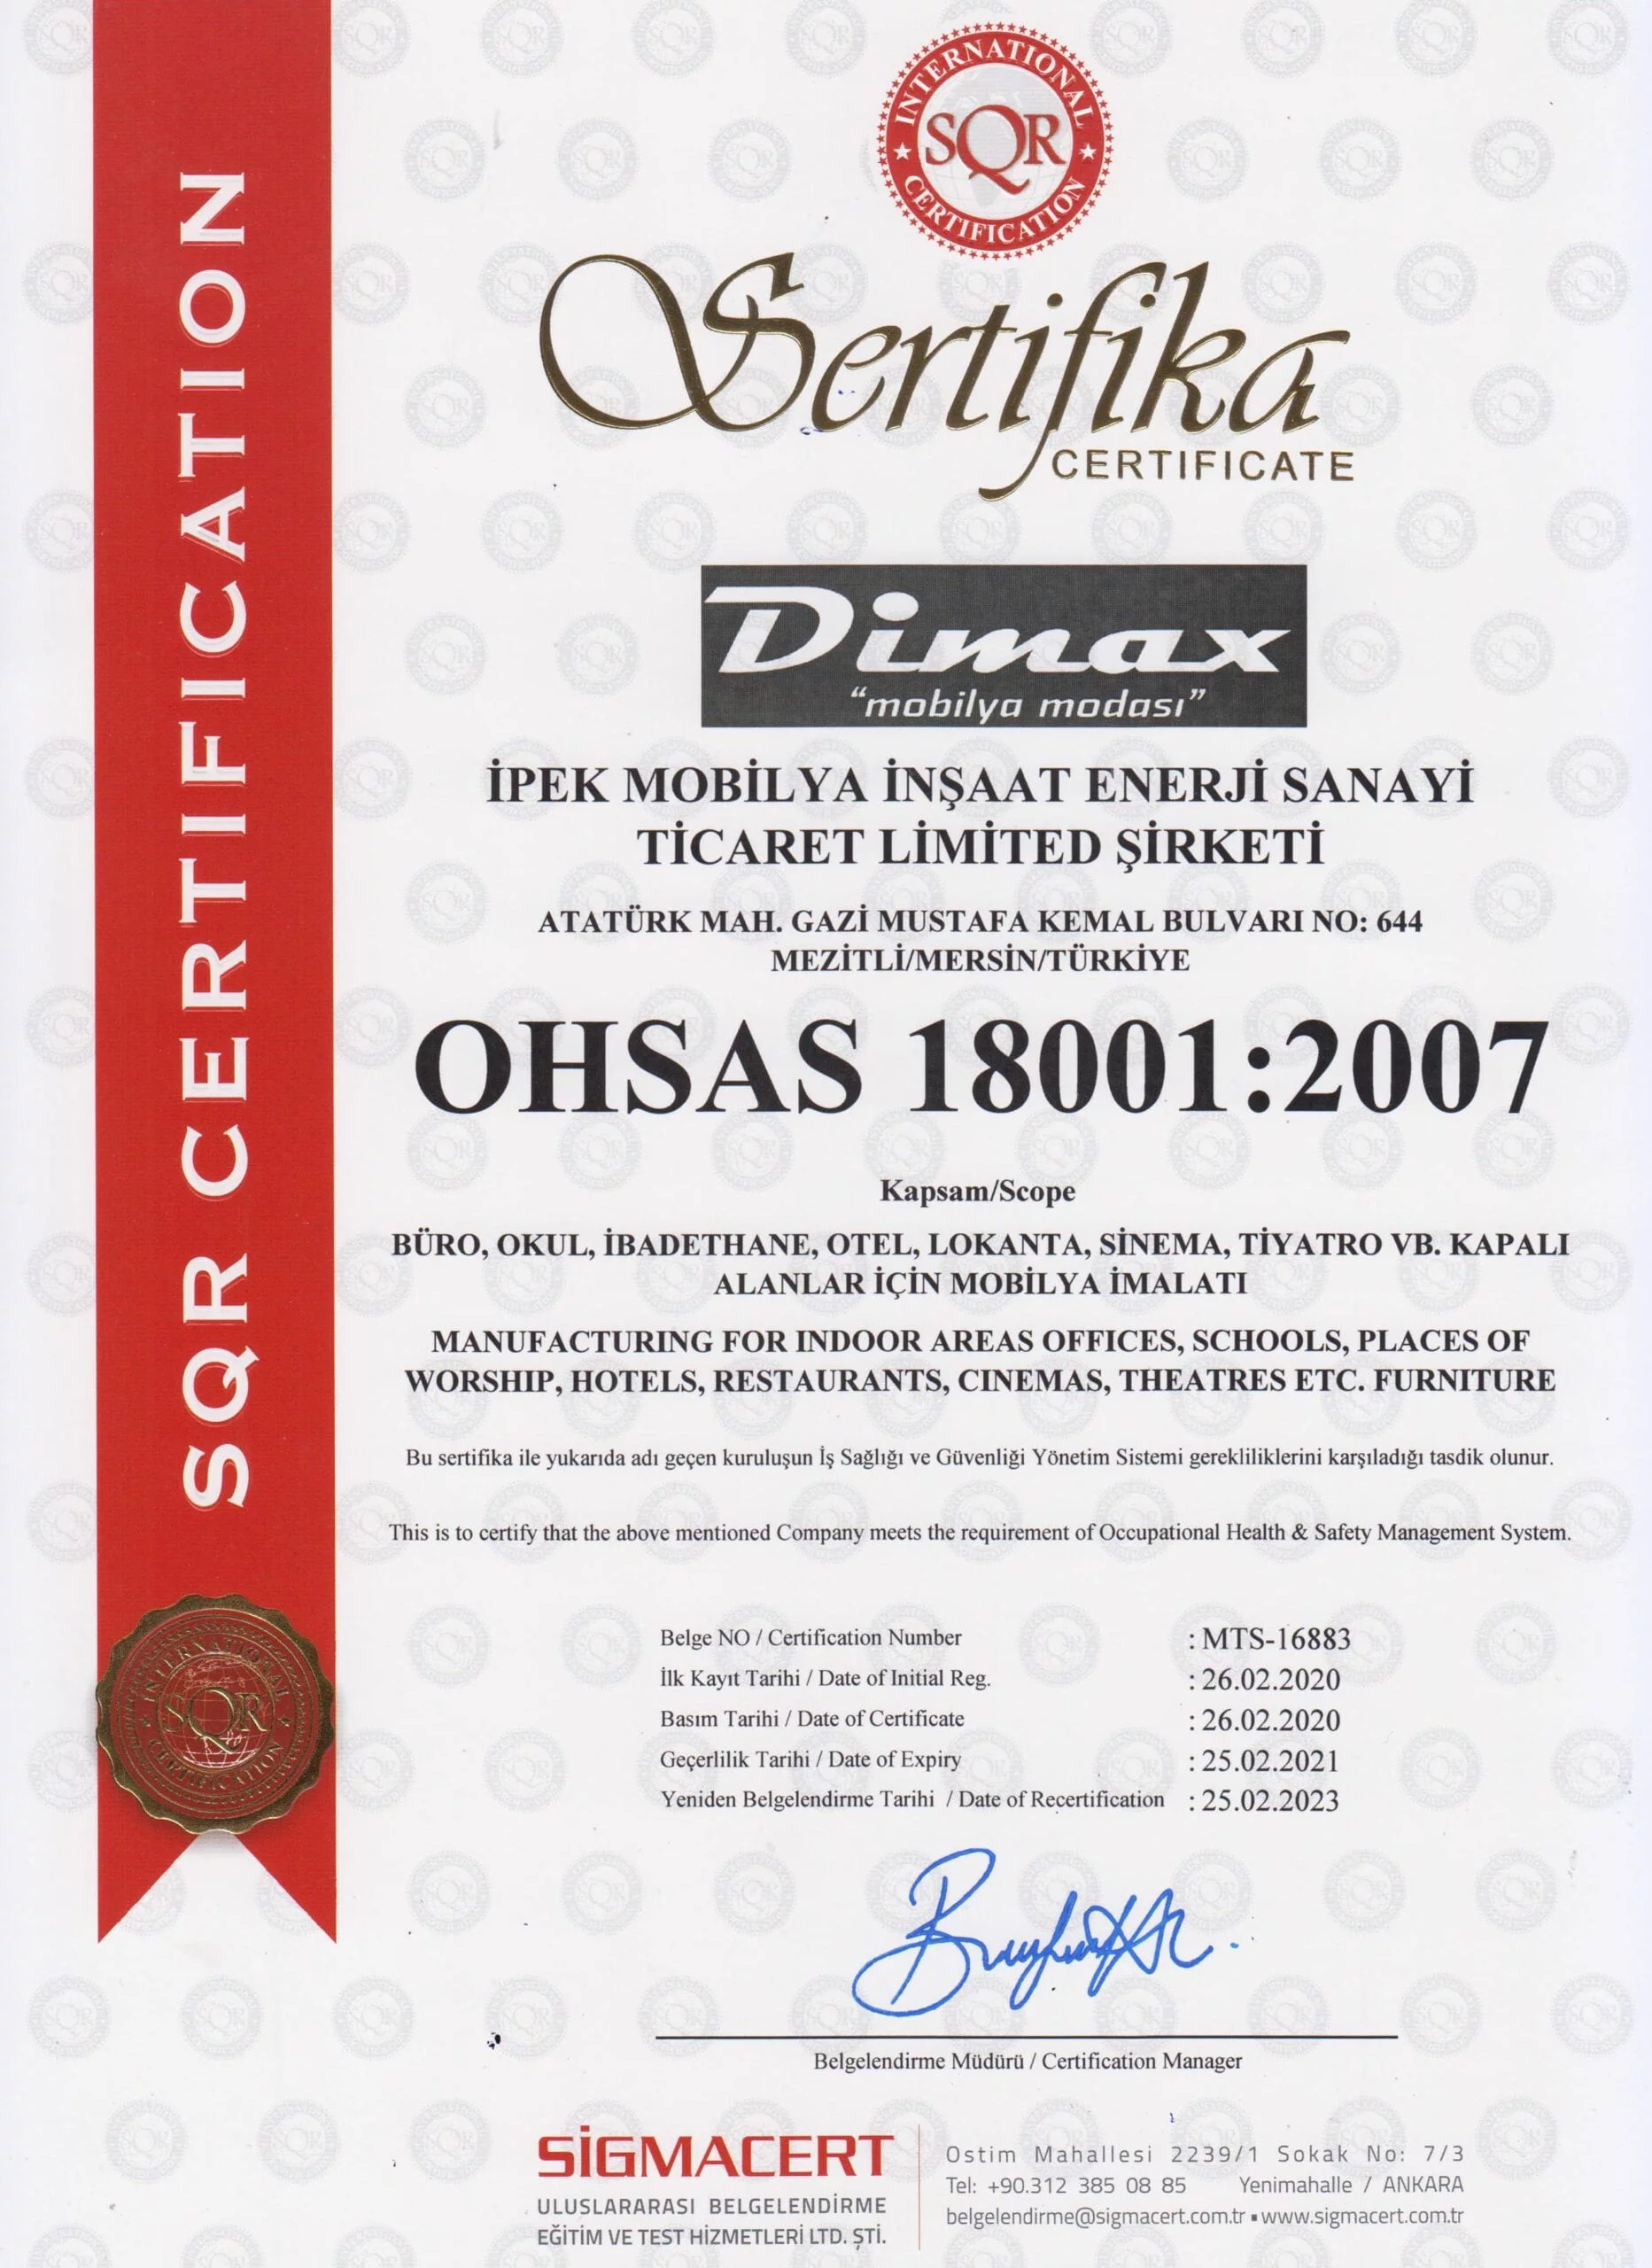 INTERNATIONAL
SQR
CERTIFICATION
Sertifika
CERTIFICATE
SQR CERTIFICATION
Dimax
“mobilya modası”
İPEK MOBİLYA İNŞAAT ENERJİ SANAYİ
TİCARET LİMİTED ŞİRKETİ
ATATÜRK MAH. GAZİ MUSTAFA KEMAL BULVARI NO: 644
MEZİTLİ/MERSİN/TÜRKİYE
OHSAS 18001:2007
Kapsam/Scope
BÜRO, OKUL, İBADETHANE, OTEL, LOKANTA, SİNEMA, TİYATRO VB. KAPALI
ALANLAR İÇİN MOBİLYA İMALATI
MANUFACTURING FOR INDOOR AREAS OFFICES, SCHOOLS, PLACES OF
WORSHIP, HOTELS, RESTAURANTS, CINEMAS, THEATRES ETC. FURNITURE
Bu sertifika ile yukarıda adı geçen kuruluşun İş Sağlığı ve Güvenliği Yönetim Sistemi gerekliliklerini karşıladığı tasdik olunur.
This is to certify that the above mentioned Company meets the requirement of Occupational Health & Safety Management System.
Belge NO / Certification Number : MTS-16883
İlk Kayıt Tarihi / Date of Initial Reg. : 26.02.2020
Basım Tarihi / Date of Certificate : 26.02.2020
Geçerlilik Tarihi / Date of Expiry : 25.02.2021
Yeniden Belgelendirme Tarihi / Date of Recertification : 25.02.2023
INTERNATIONAL
SQR
CERTIFICATION
Belgelendirme Müdürü / Certification Manager
SİGMACERT
ULUSLARARASI BELGELENDİRME
EĞİTİM VE TEST HİZMETLERİ LTD. ŞTİ.
Ostim Mahallesi 2239/1 Sokak No: 7/3
Tel: +90.312 385 08 85 Yenimahalle / ANKARA
belgelendirme@sigmacert.com.tr ▪ www.sigmacert.com.tr